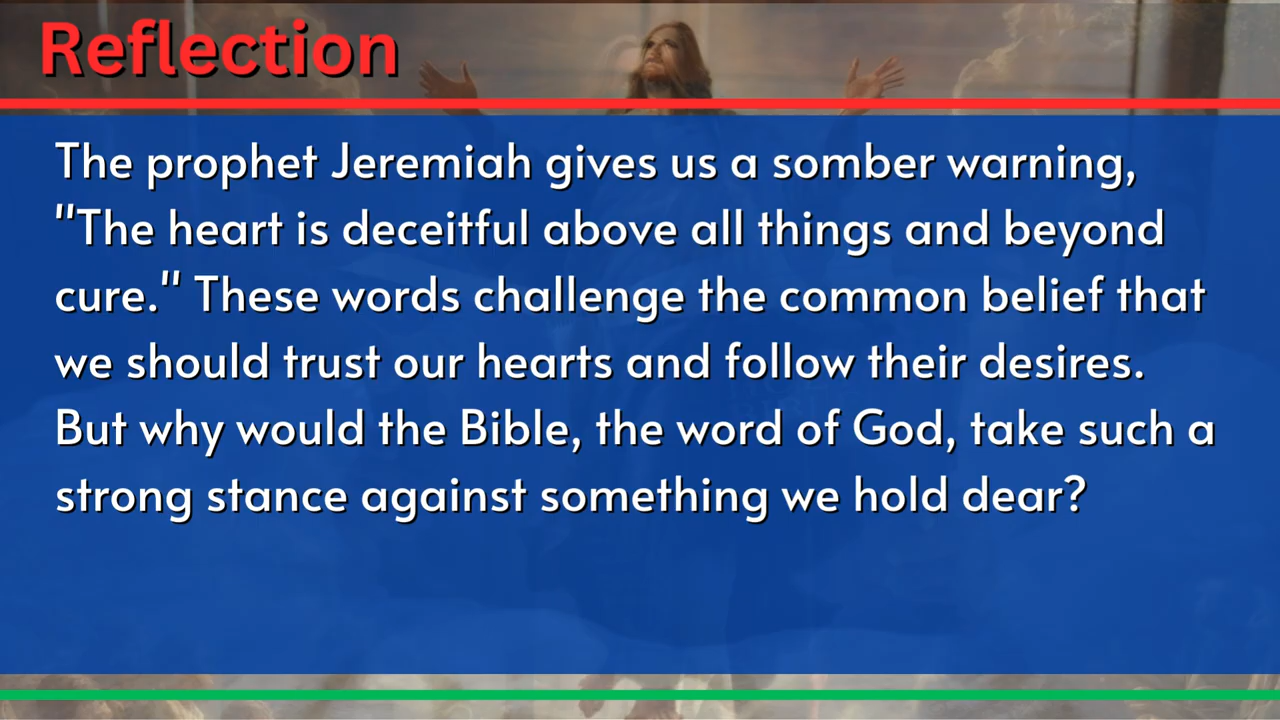 Reflection
The prophet Jeremiah gives us a somber warning,
"The heart is deceitful above all things and beyond
cure." These words challenge the common belief that
we should trust our hearts and follow their desires.
But why would the Bible, the word of God, take such a
strong stance against something we hold dear?